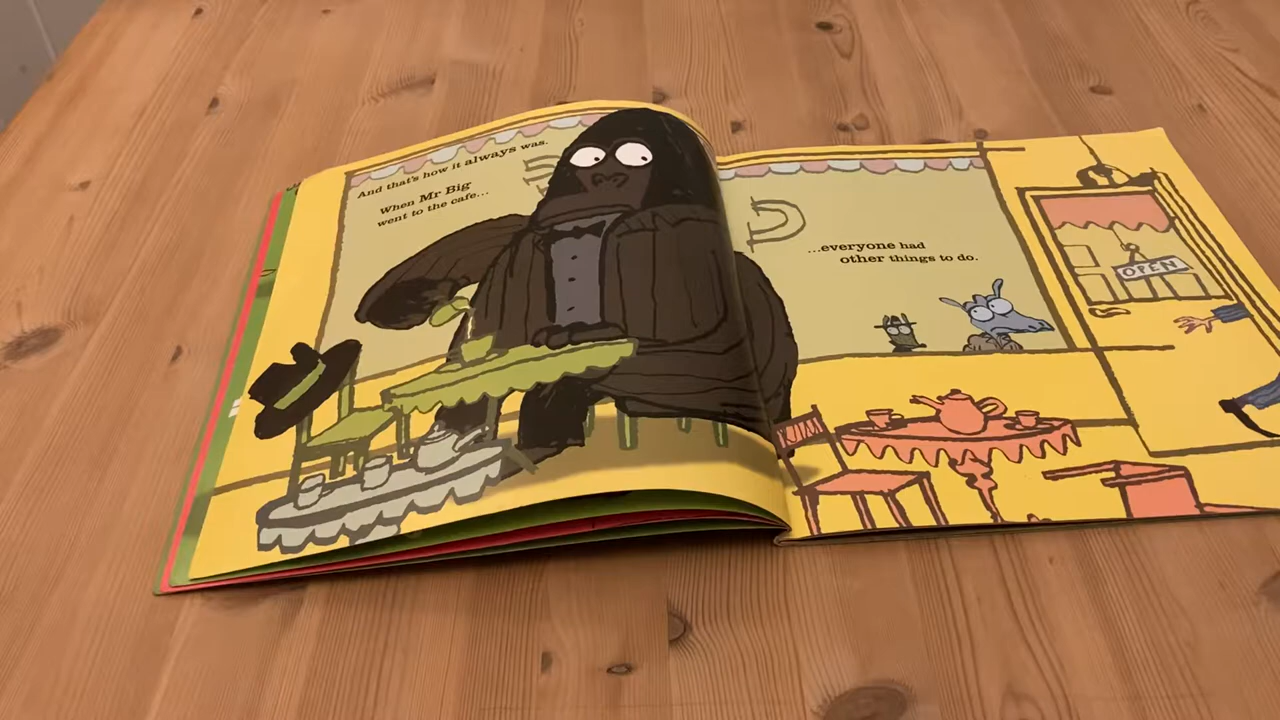 And that's how it always was.
When Mr Big
went to the cafe...
...everyone had
other things to do.
OPEN